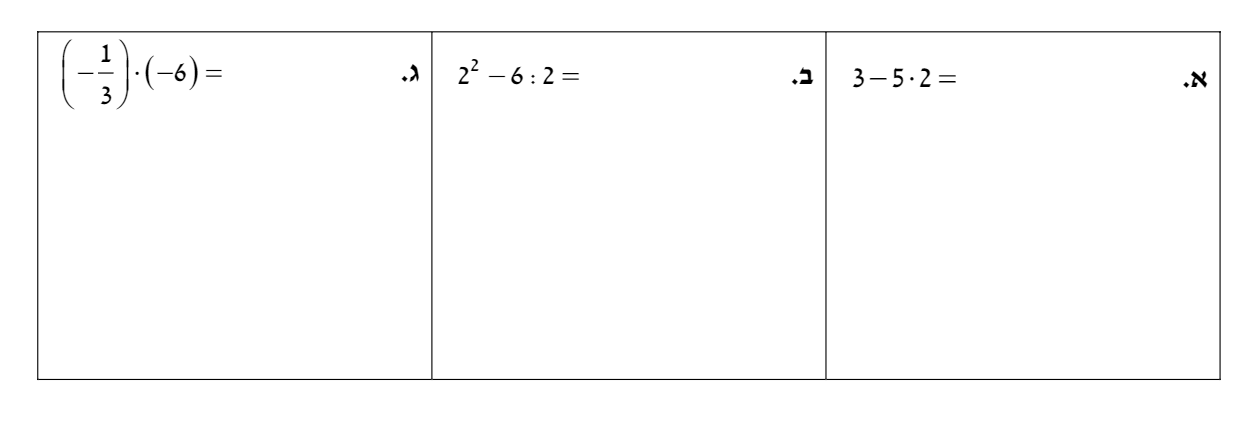 א. 3 − 5 · 2 =
ב. 2² − 6 : 2 =
ג. (−1/3) · (−6) =